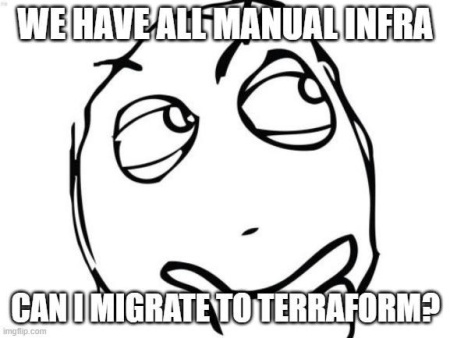 WE HAVE ALL MANUAL INFRA
CAN I MIGRATE TO TERRAFORM?
imgflip.com